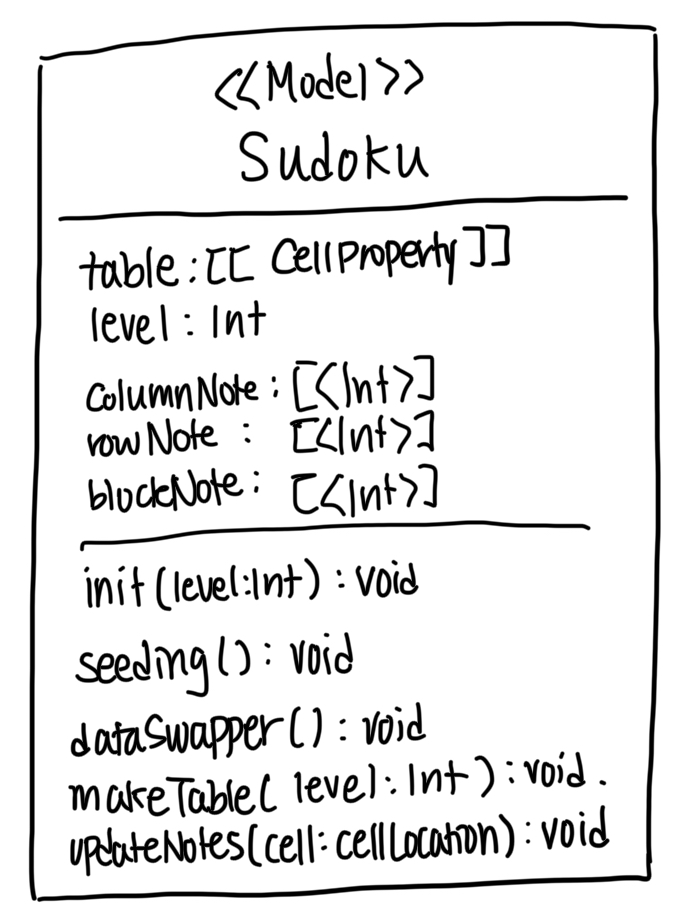 <<Model>>
Sudoku
table:[[ CellProperty]]
level: Int
columnNote: [<Int>]
rowNote : [<Int>]
blockNote: [<Int>]
init(level:Int): void
seeding(): void
dataSwapper(): void
makeTable( level: Int ): void.
updateNotes(cell: cellLocation): void